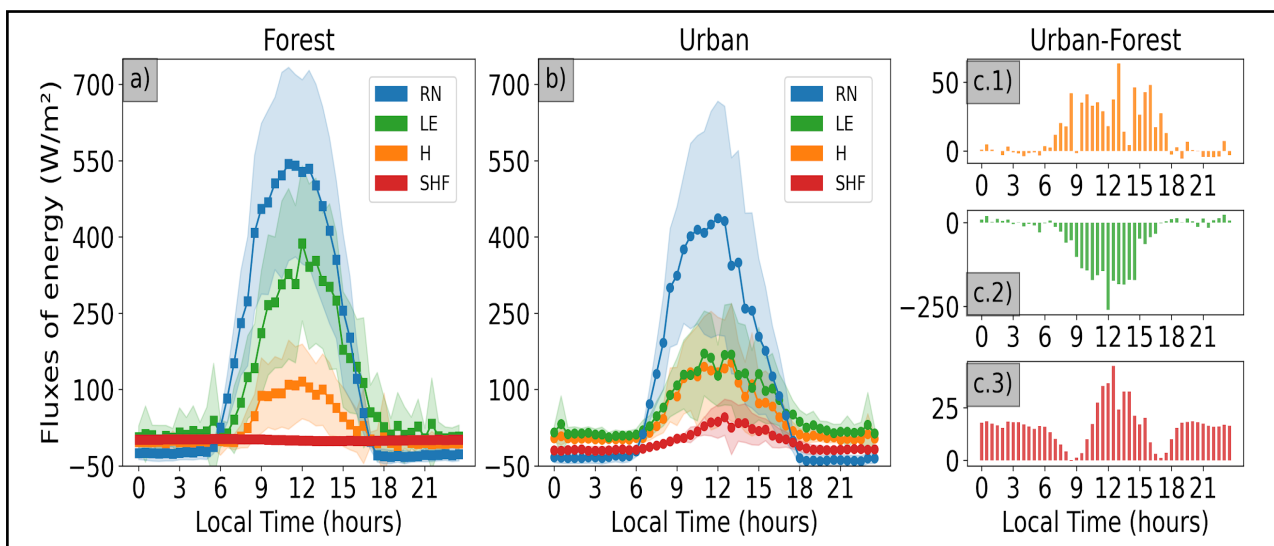 Forest
Urban
Urban-Forest
Fluxes of energy (W/m²)
a)
700
550
400
250
100
−50
RN
LE
H
SHF
0 3 6 9 12 15 18 21
Local Time (hours)
b)
700
550
400
250
100
−50
RN
LE
H
SHF
0 3 6 9 12 15 18 21
Local Time (hours)
c.1)
50
0
0 3 6 9 12 15 18 21
c.2)
0
−250
0 3 6 9 12 15 18 21
c.3)
25
0
0 3 6 9 12 15 18 21
Local Time (hours)